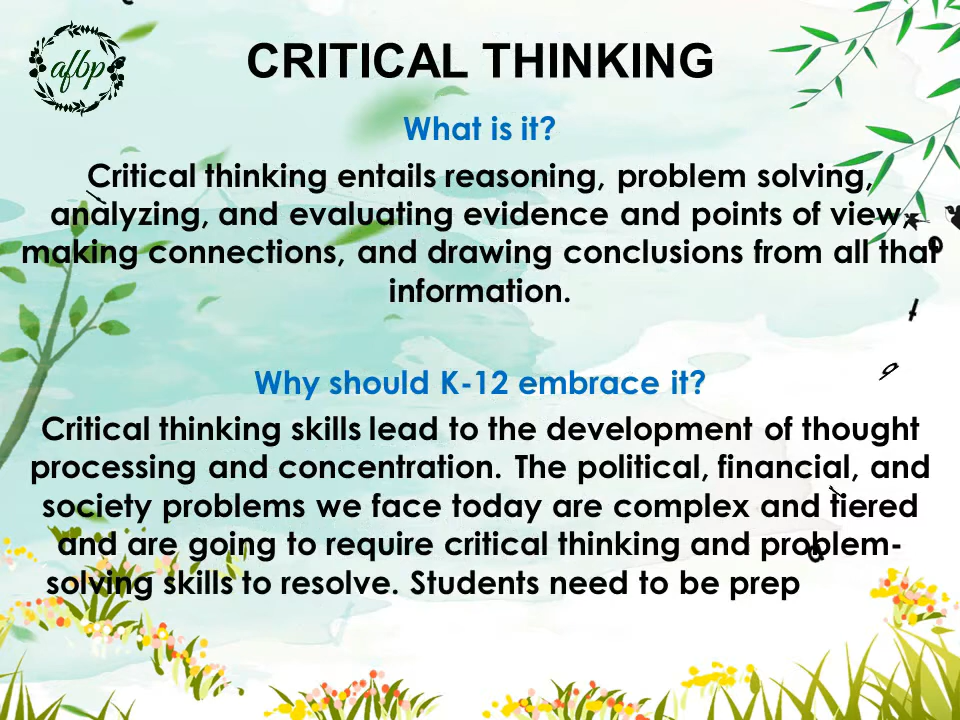 afbp
CRITICAL THINKING
What is it?
Critical thinking entails reasoning, problem solving,
analyzing, and evaluating evidence and points of view,
making connections, and drawing conclusions from all that
information.
Why should K-12 embrace it?
Critical thinking skills lead to the development of thought
processing and concentration. The political, financial, and
society problems we face today are complex and tiered
and are going to require critical thinking and problem-
solving skills to resolve. Students need to be prep